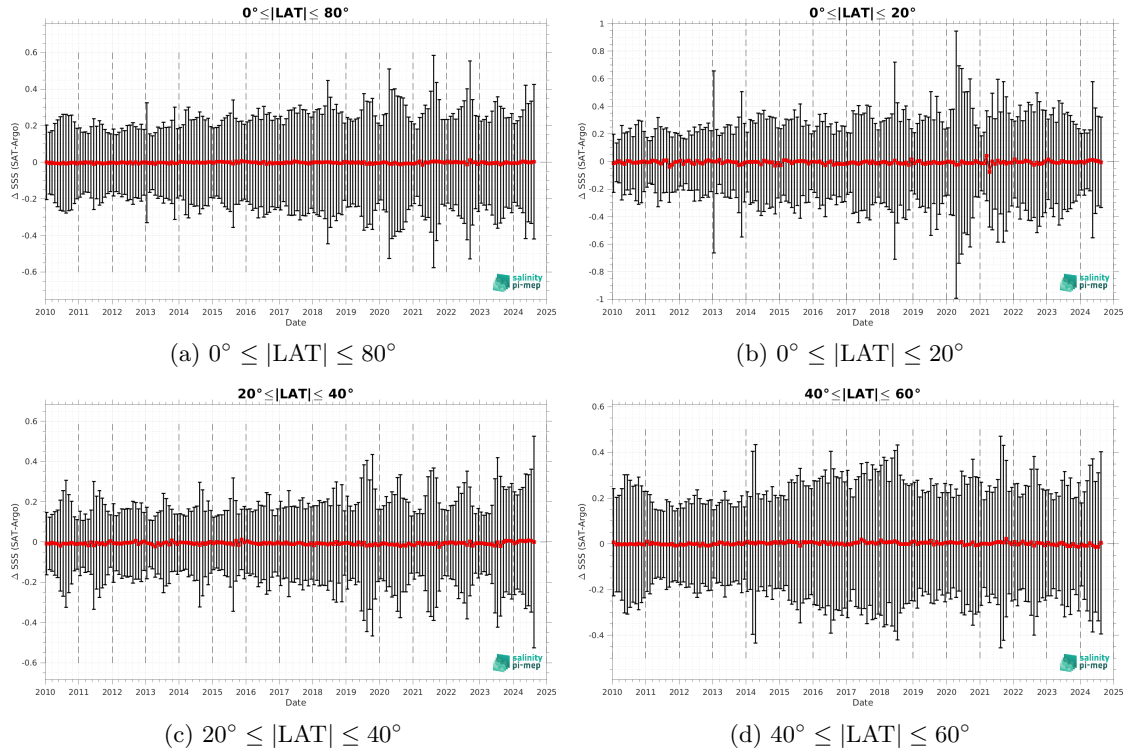 0°≤|LAT|≤ 80°
Δ SSS (SAT-Argo)
0.6
0.4
0.2
0
-0.2
-0.4
-0.6
2010 2011 2012 2013 2014 2015 2016 2017 2018 2019 2020 2021 2022 2023 2024 2025
Date
salinity
pi-mep
(a) 0° ≤ |LAT| ≤ 80°
0°≤|LAT|≤ 20°
Δ SSS (SAT-Argo)
1
0.8
0.6
0.4
0.2
0
-0.2
-0.4
-0.6
-0.8
-1
2010 2011 2012 2013 2014 2015 2016 2017 2018 2019 2020 2021 2022 2023 2024 2025
Date
salinity
pi-mep
(b) 0° ≤ |LAT| ≤ 20°
20°≤|LAT|≤ 40°
Δ SSS (SAT-Argo)
0.6
0.4
0.2
0
-0.2
-0.4
-0.6
2010 2011 2012 2013 2014 2015 2016 2017 2018 2019 2020 2021 2022 2023 2024 2025
Date
salinity
pi-mep
(c) 20° ≤ |LAT| ≤ 40°
40°≤|LAT|≤ 60°
Δ SSS (SAT-Argo)
0.6
0.4
0.2
0
-0.2
-0.4
2010 2011 2012 2013 2014 2015 2016 2017 2018 2019 2020 2021 2022 2023 2024 2025
Date
salinity
pi-mep
(d) 40° ≤ |LAT| ≤ 60°